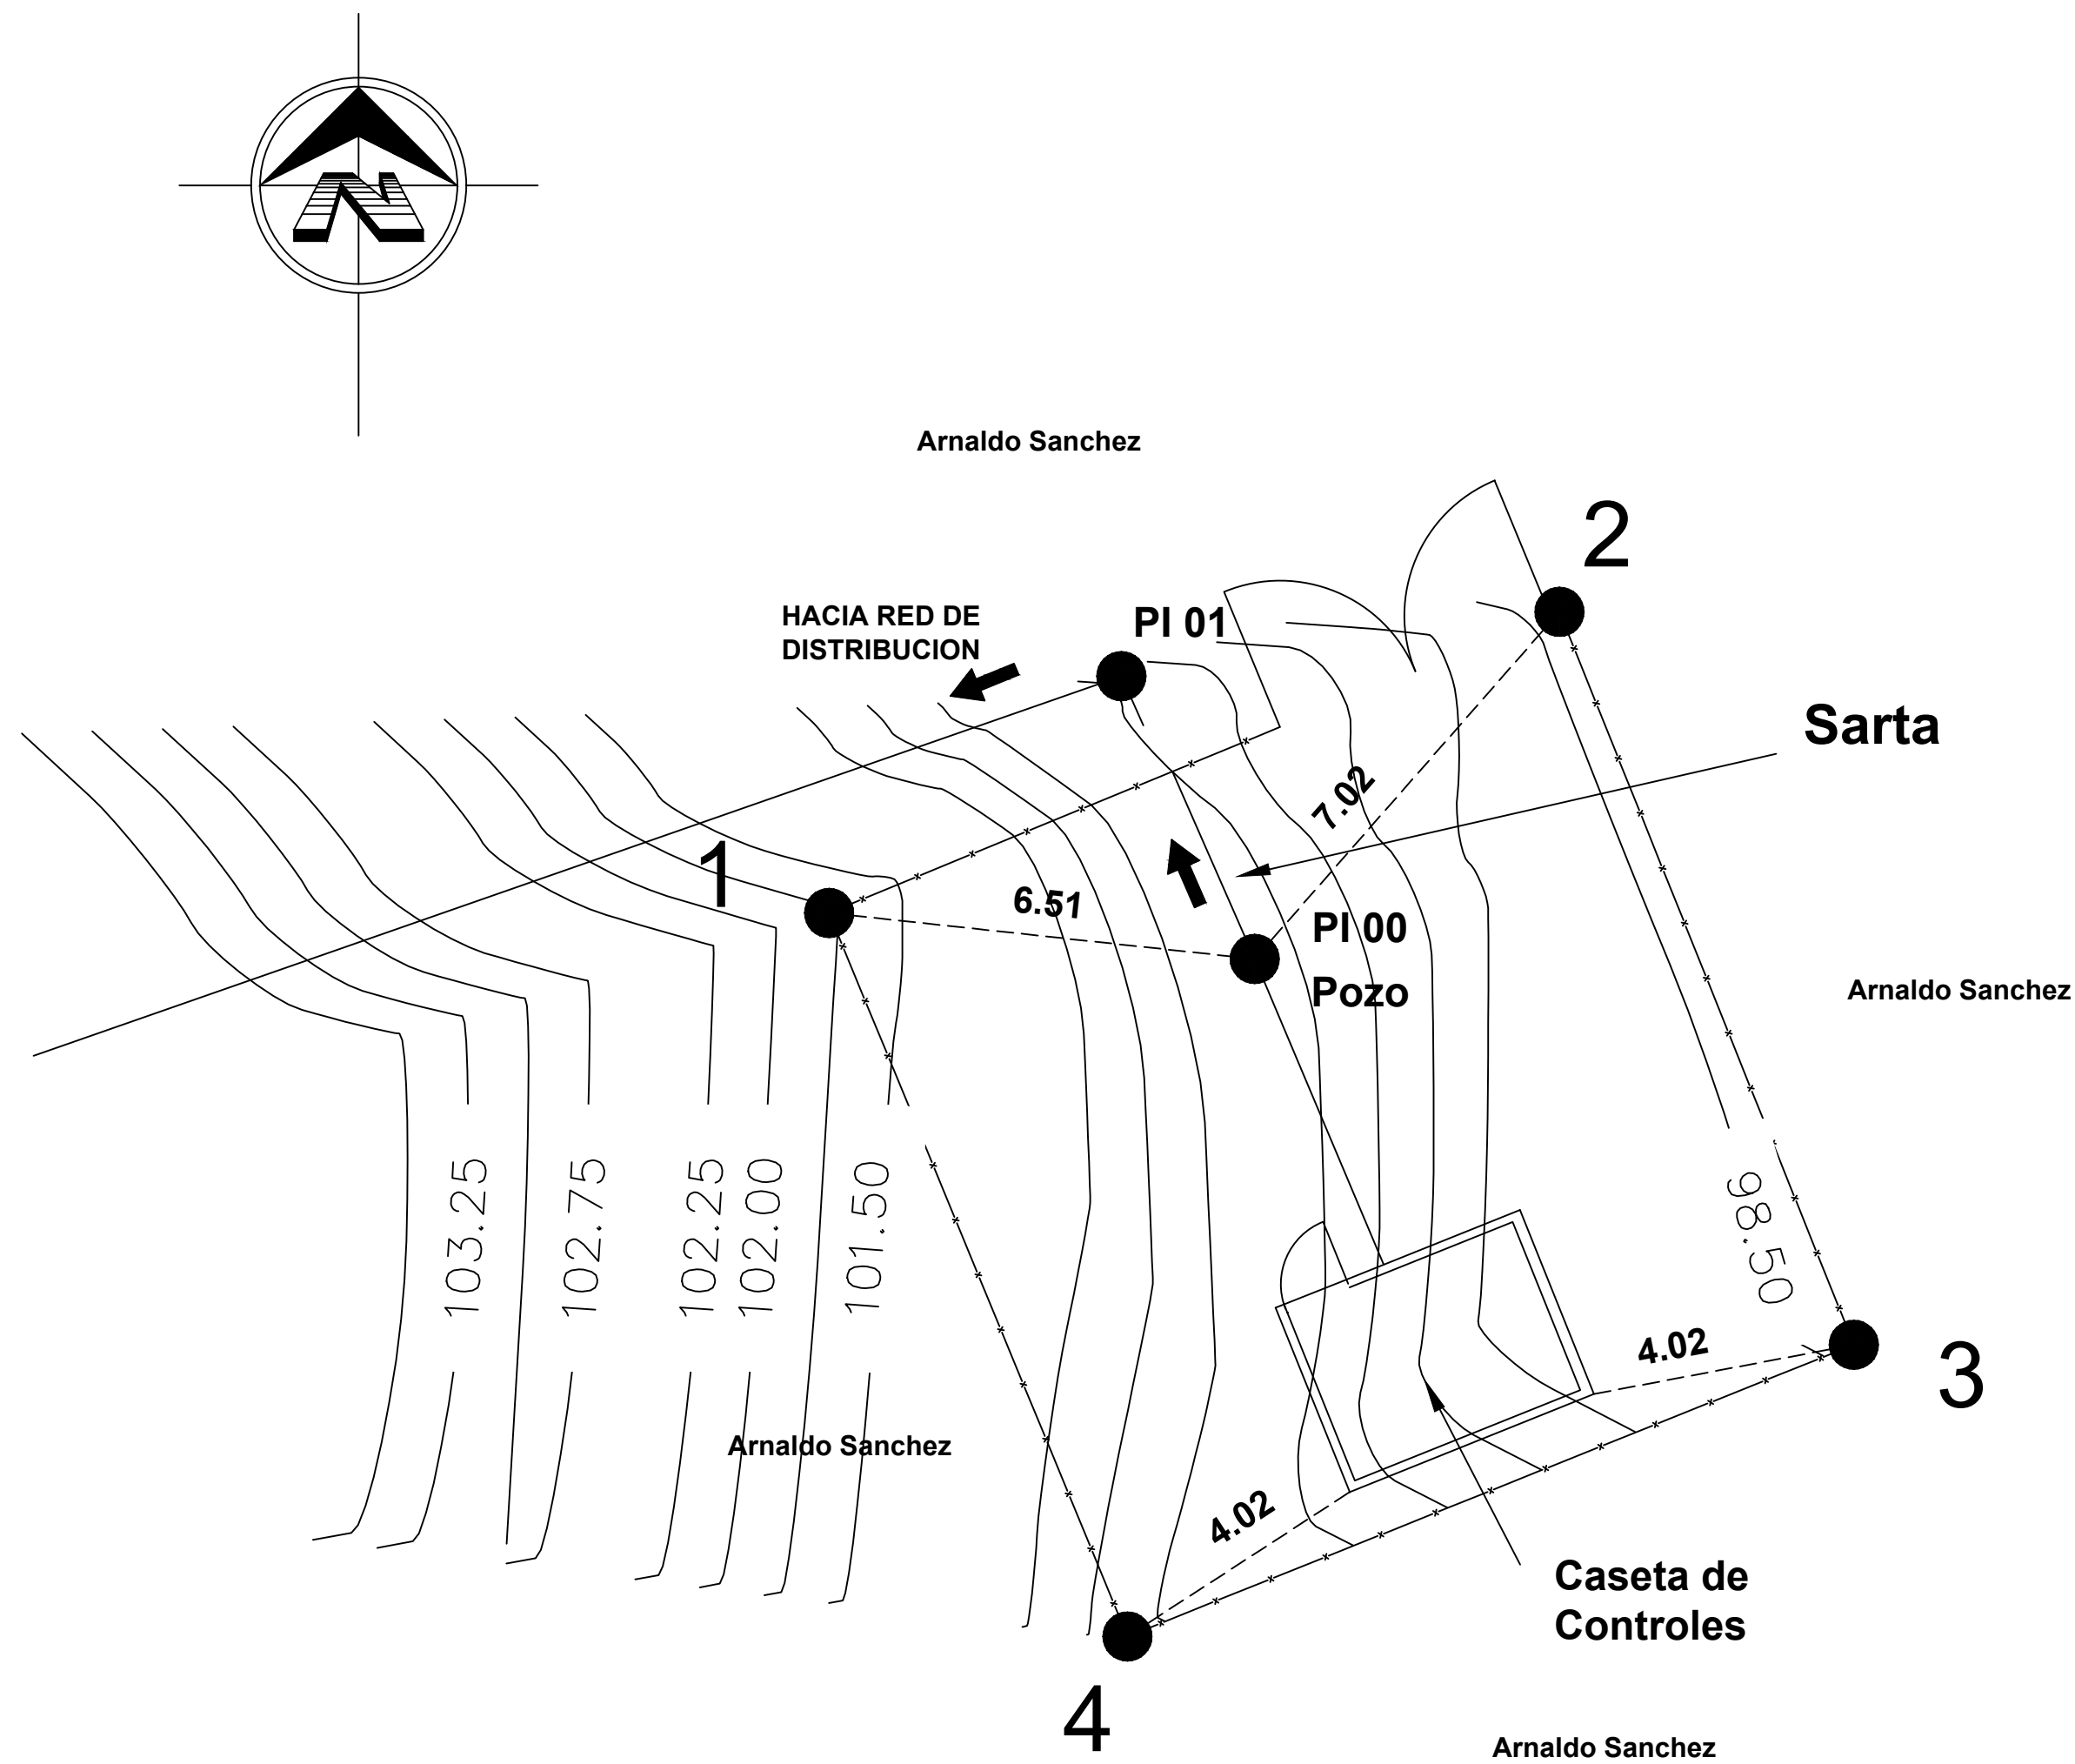 N
Arnaldo Sanchez
2
HACIA RED DE
DISTRIBUCION
PI 01
Sarta
7.02
1
6.51
PI 00
Pozo
Arnaldo Sanchez
103.25
102.75
102.25
102.00
101.50
98.50
4.02
3
Arnaldo Sanchez
4.02
Caseta de
Controles
4
Arnaldo Sanchez